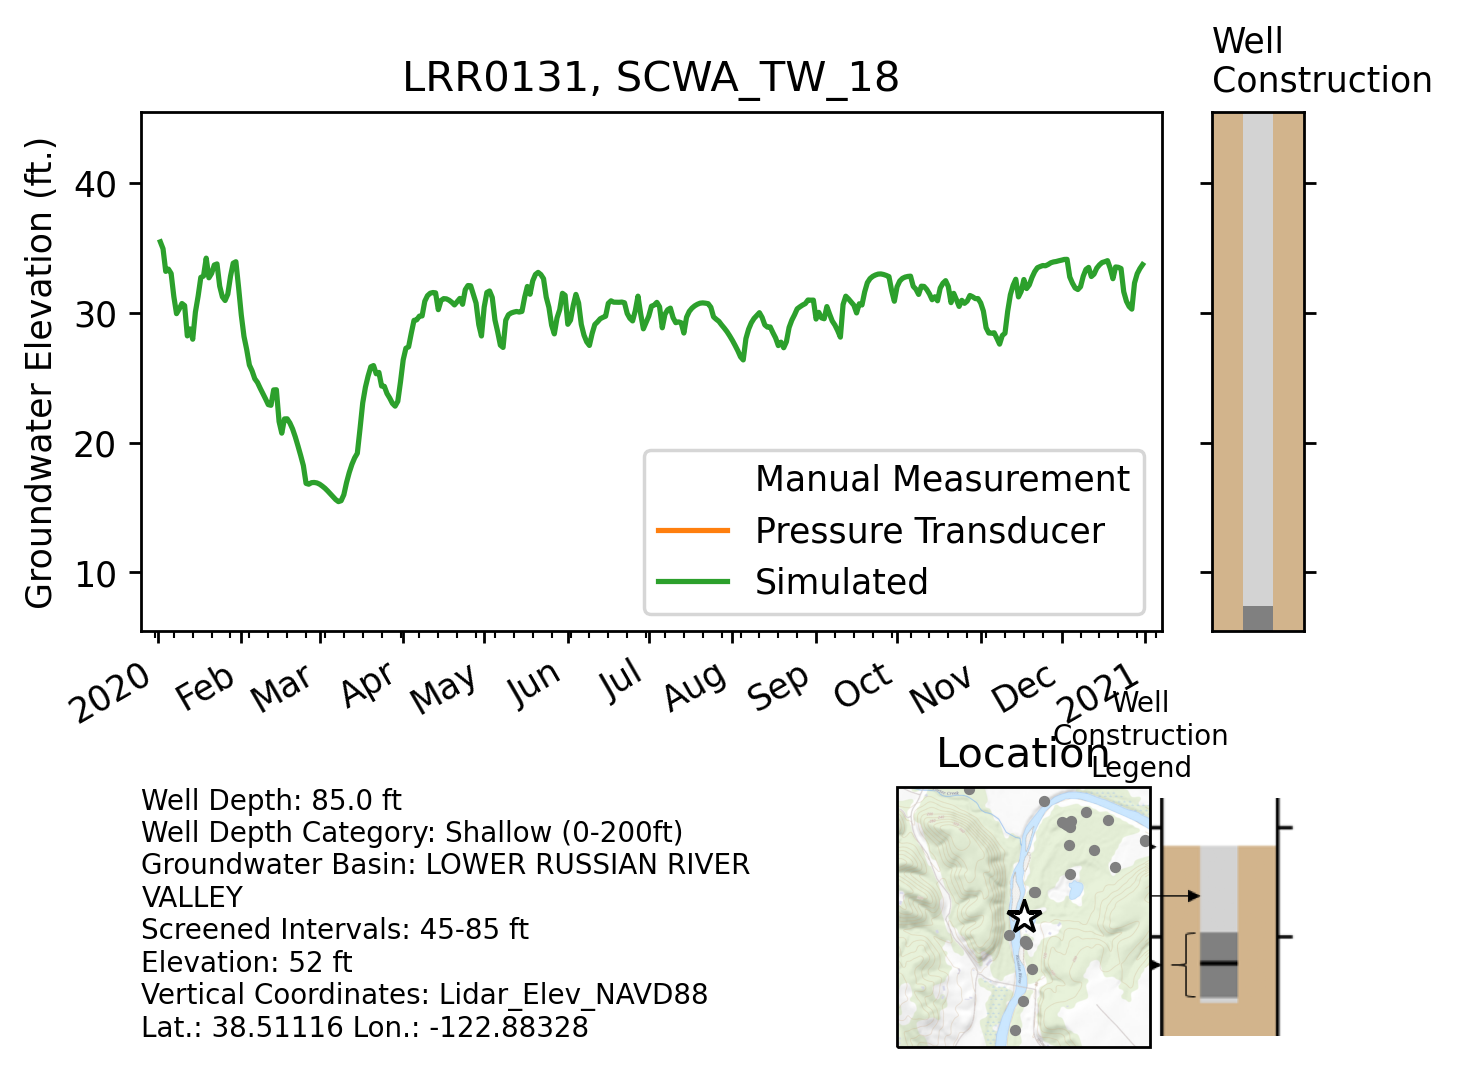 Well
Construction
LRR0131, SCWA_TW_18
Groundwater Elevation (ft.)
40
30
20
10
Manual Measurement
Pressure Transducer
Simulated
2020
Feb
Mar
Apr
May
Jun
Jul
Aug
Sep
Oct
Nov
Dec
2021
Well
Construction
Legend
Location
Well Depth: 85.0 ft
Well Depth Category: Shallow (0-200ft)
Groundwater Basin: LOWER RUSSIAN RIVER
VALLEY
Screened Intervals: 45-85 ft
Elevation: 52 ft
Vertical Coordinates: Lidar_Elev_NAVD88
Lat.: 38.51116 Lon.: -122.88328